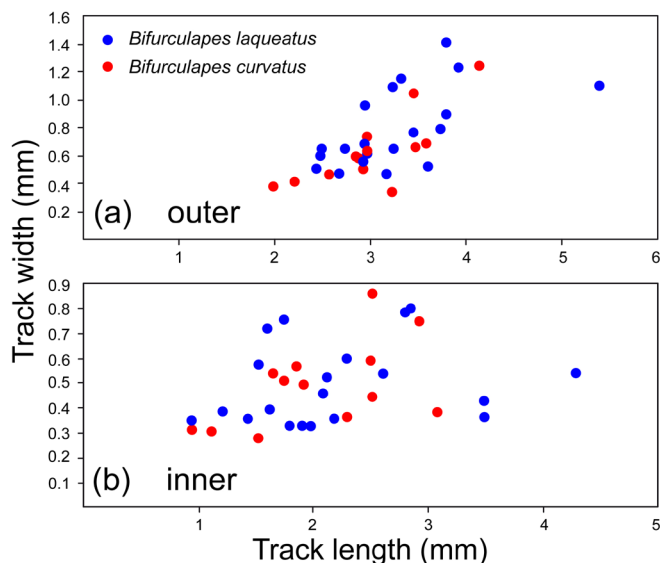 1.6
Bifurculapes laqueatus
1.4
Bifurculapes curvatus
1.2
1.0
0.8
0.6
0.4
0.2
(a) outer
1 2 3 4 5 6
Track width (mm)
0.9
0.8
0.7
0.6
0.5
0.4
0.3
0.2
0.1
(b) inner
1 2 3 4 5
Track length (mm)